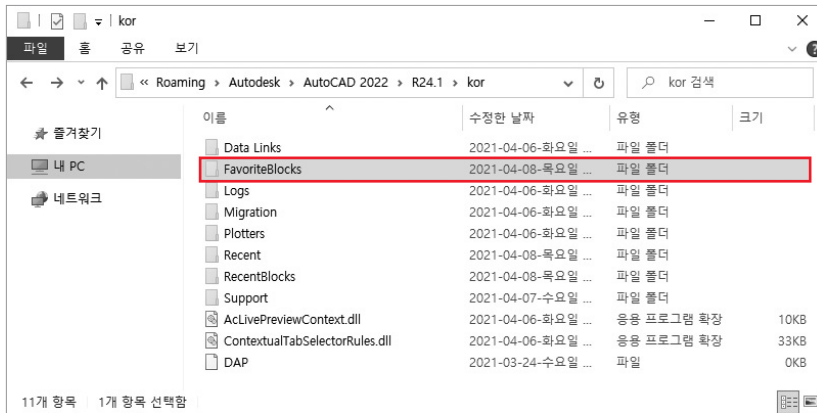 kor
파일 홈 공유 보기
« Roaming > Autodesk > AutoCAD 2022 > R24.1 > kor kor 검색
이름 수정한 날짜 유형 크기
즐겨찾기
내 PC
네트워크
Data Links 2021-04-06-화요일 ... 파일 폴더
FavoriteBlocks 2021-04-08-목요일 ... 파일 폴더
Logs 2021-04-06-화요일 ... 파일 폴더
Migration 2021-04-06-화요일 ... 파일 폴더
Plotters 2021-04-06-화요일 ... 파일 폴더
Recent 2021-04-08-목요일 ... 파일 폴더
RecentBlocks 2021-04-08-목요일 ... 파일 폴더
Support 2021-04-07-수요일 ... 파일 폴더
AcLivePreviewContext.dll 2021-04-06-화요일 ... 응용 프로그램 확장 10KB
ContextualTabSelectorRules.dll 2021-04-06-화요일 ... 응용 프로그램 확장 33KB
DAP 2021-03-24-수요일 ... 파일 0KB
11개 항목 1개 항목 선택함